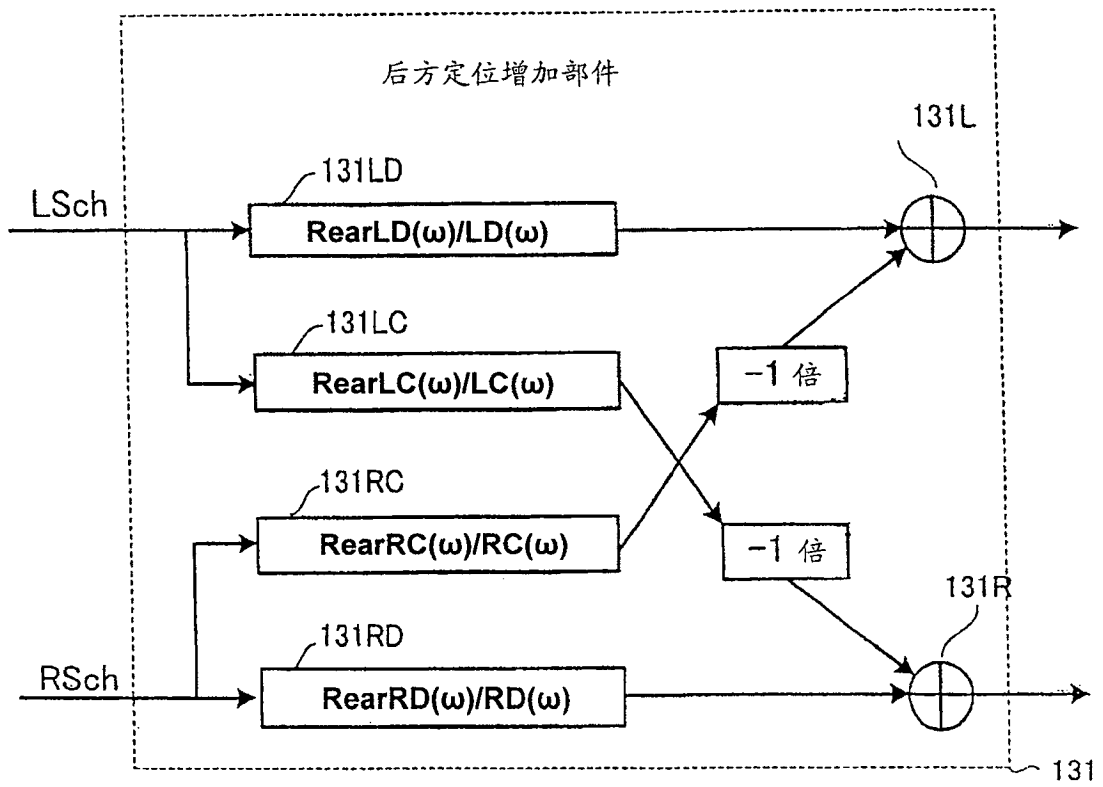 后方定位增加部件
131L
131LD
LSch
RearLD(ω)/LD(ω)
131LC
RearLC(ω)/LC(ω)
-1 倍
131RC
RearRC(ω)/RC(ω)
-1 倍
131R
131RD
RSch
RearRD(ω)/RD(ω)
131